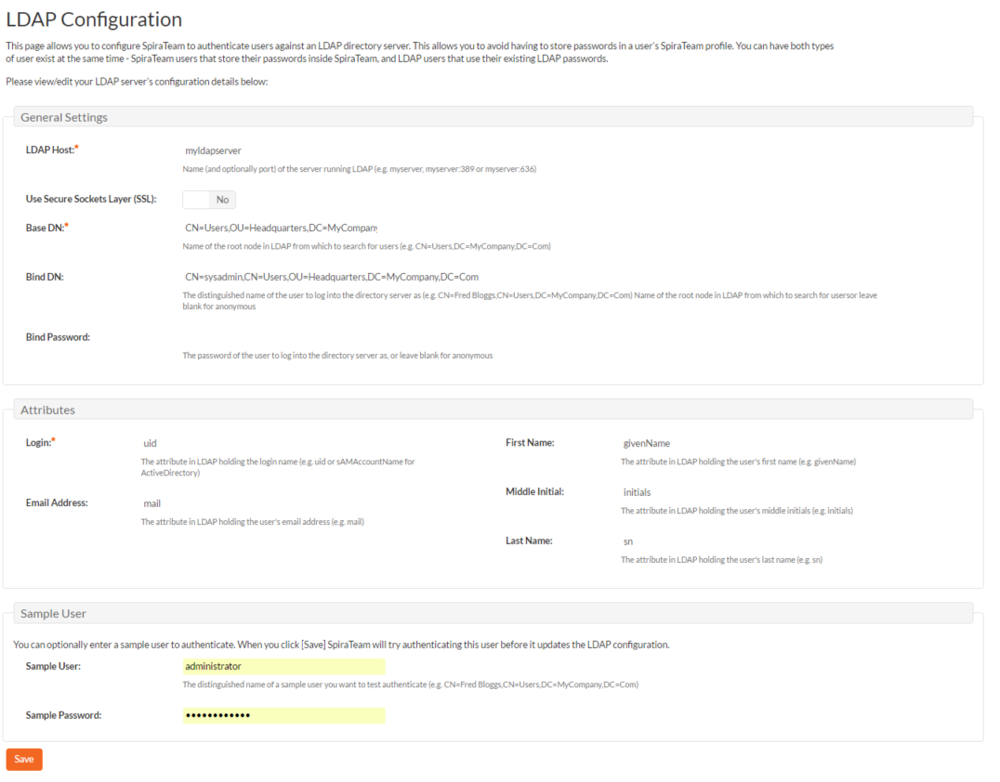 LDAP Configuration
This page allows you to configure SpiraTeam to authenticate users against an LDAP directory server. This allows you to avoid having to store passwords in a user's SpiraTeam profile. You can have both types
of user exist at the same time - SpiraTeam users that store their passwords inside SpiraTeam, and LDAP users that use their existing LDAP passwords.
Please view/edit your LDAP server's configuration details below:
General Settings
LDAP Host:* myldapserver
Name (and optionally port) of the server running LDAP (e.g. myserver, myserver:389 or myserver:636)
Use Secure Sockets Layer (SSL): No
Base DN:* CN=Users,OU=Headquarters,DC=MyCompany
Name of the root node in LDAP from which to search for users (e.g. CN=Users,DC=MyCompany,DC=Com)
Bind DN: CN=sysadmin,CN=Users,OU=Headquarters,DC=MyCompany,DC=Com
The distinguished name of the user to log into the directory server as (e.g. CN=Fred Bloggs,CN=Users,DC=MyCompany,DC=Com) Name of the root node in LDAP from which to search for usersor leave
blank for anonymous
Bind Password:
The password of the user to log into the directory server as, or leave blank for anonymous
Attributes
Login:* uid
The attribute in LDAP holding the login name (e.g. uid or sAMAccountName for
ActiveDirectory)
Email Address: mail
The attribute in LDAP holding the user's email address (e.g. mail)
First Name: givenName
The attribute in LDAP holding the user's first name (e.g. givenName)
Middle Initial: initials
The attribute in LDAP holding the user's middle initials (e.g. initials)
Last Name: sn
The attribute in LDAP holding the user's last name (e.g. sn)
Sample User
You can optionally enter a sample user to authenticate. When you click [Save] SpiraTeam will try authenticating this user before it updates the LDAP configuration.
Sample User: administrator
The distinguished name of a sample user you want to test authenticate (e.g. CN=Fred Bloggs,CN=Users,DC=MyCompany,DC=Com)
Sample Password: ••••••••••••
Save